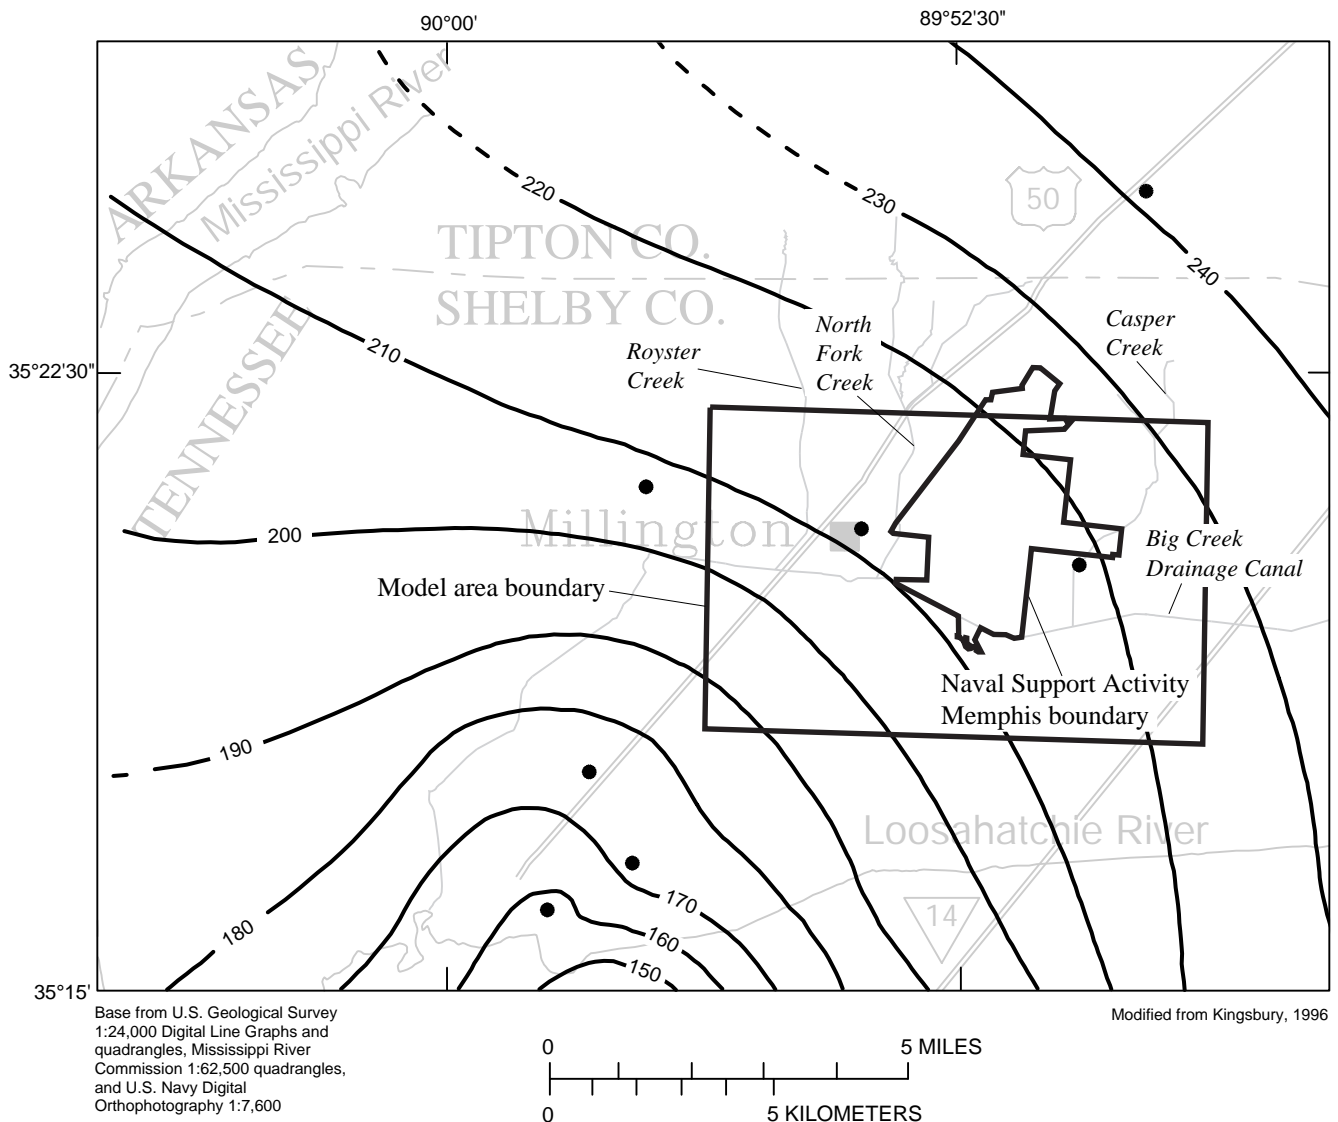 90°00'
89°52'30"
ARKANSAS
Mississippi River
50
220
230
240
TIPTON CO.
SHELBY CO.
TENNESSEE
210
35°22'30"
Royster
Creek
North
Fork
Creek
Casper
Creek
200
Millington
Big Creek
Drainage Canal
Model area boundary
Naval Support Activity
Memphis boundary
190
Loosahatchie River
180
170
14
160
150
35°15'
Base from U.S. Geological Survey
1:24,000 Digital Line Graphs and
quadrangles, Mississippi River
Commission 1:62,500 quadrangles,
and U.S. Navy Digital
Orthophotography 1:7,600
Modified from Kingsbury, 1996
0
5 MILES
0
5 KILOMETERS